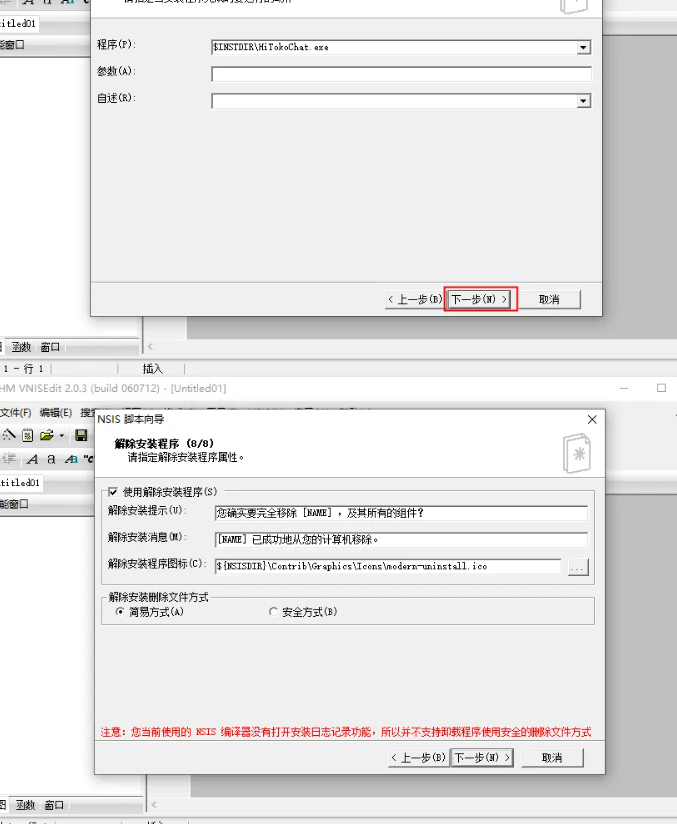 titled01
能窗口
程序(P):
$INSTDIR\HiTokoChat.exe
参数(A):
自述(R):
< 上一步(B)
下一步(N) >
取消
函数 窗口
1 - 行 1
插入
HM VNISEdit 2.0.3 (build 060712) - [Untitled01]
文件(F) 编辑(E)
NSIS 脚本向导
解除安装程序 (8/8)
请指定解除安装程序属性。
titled01
能窗口
使用解除安装程序(S)
解除安装提示(U):
您确实要完全移除 [NAME] ，及其所有的组件?
解除安装消息(M):
[NAME] 已成功地从您的计算机移除。
解除安装程序图标(C):
${NSISDIR}\Contrib\Graphics\Icons\modern-uninstall.ico
...
解除安装删除文件方式
简易方式(A)
安全方式(B)
注意: 您当前使用的 NSIS 编译器没有打开安装日志记录功能，所以并不支持卸载程序使用安全的删除文件方式
< 上一步(B)
下一步(N) >
取消
图 函数 窗口